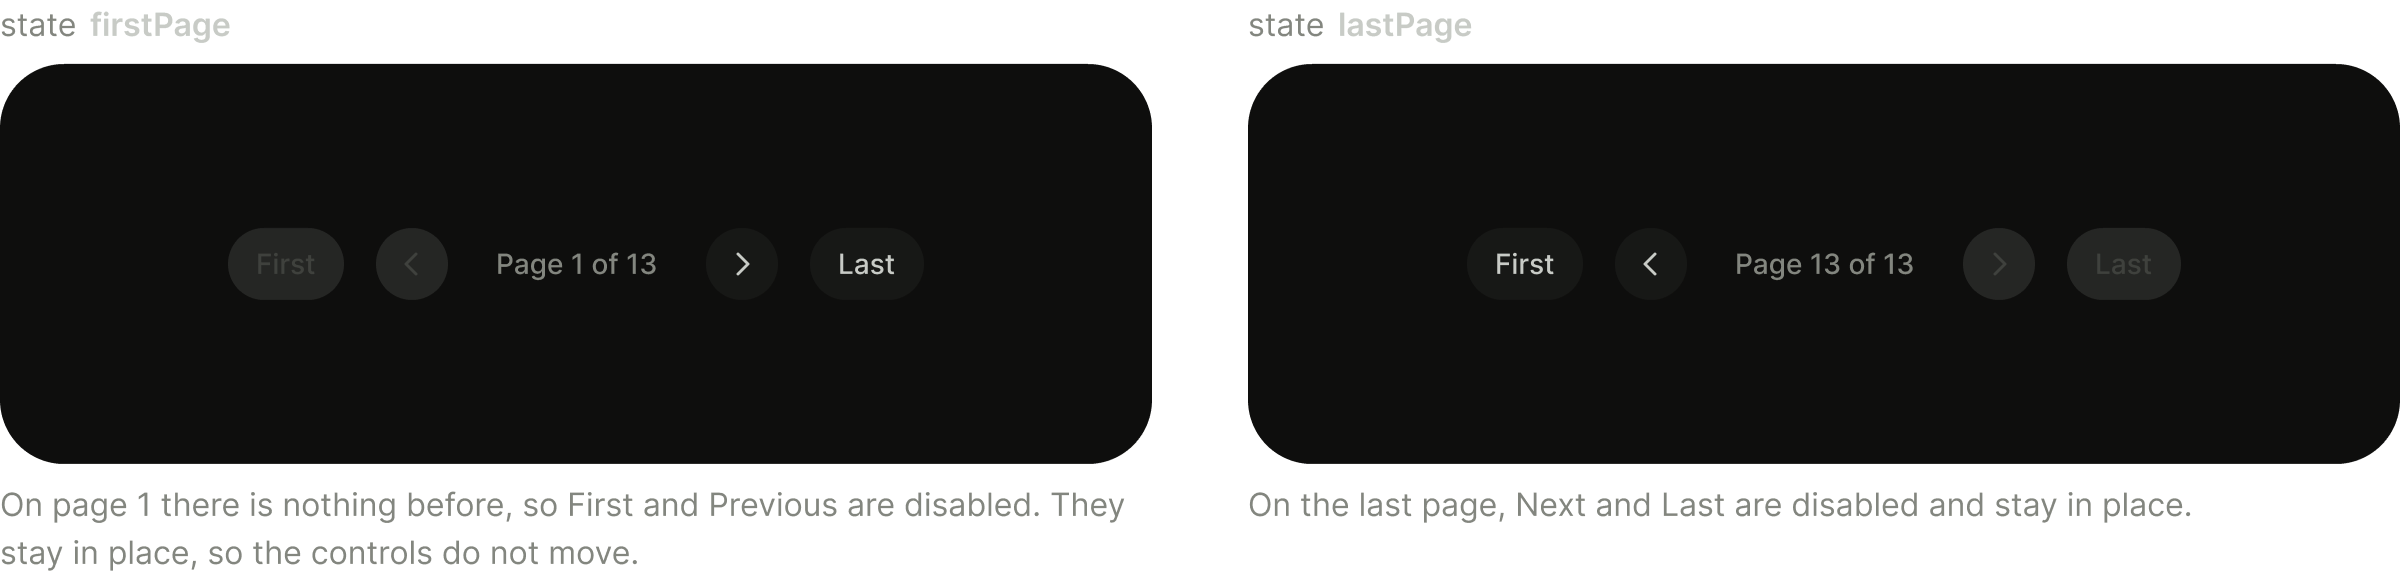 state firstPage
First Page 1 of 13 Last
On page 1 there is nothing before, so First and Previous are disabled. They
stay in place, so the controls do not move.
state lastPage
First Page 13 of 13 Last
On the last page, Next and Last are disabled and stay in place.